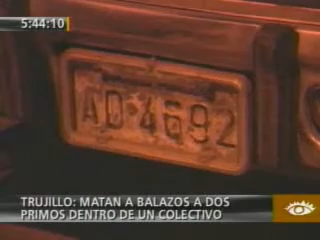 5:44:10
AD-4692
TRUJILLO: MATAN A BALAZOS A DOS
PRIMOS DENTRO DE UN COLECTIVO